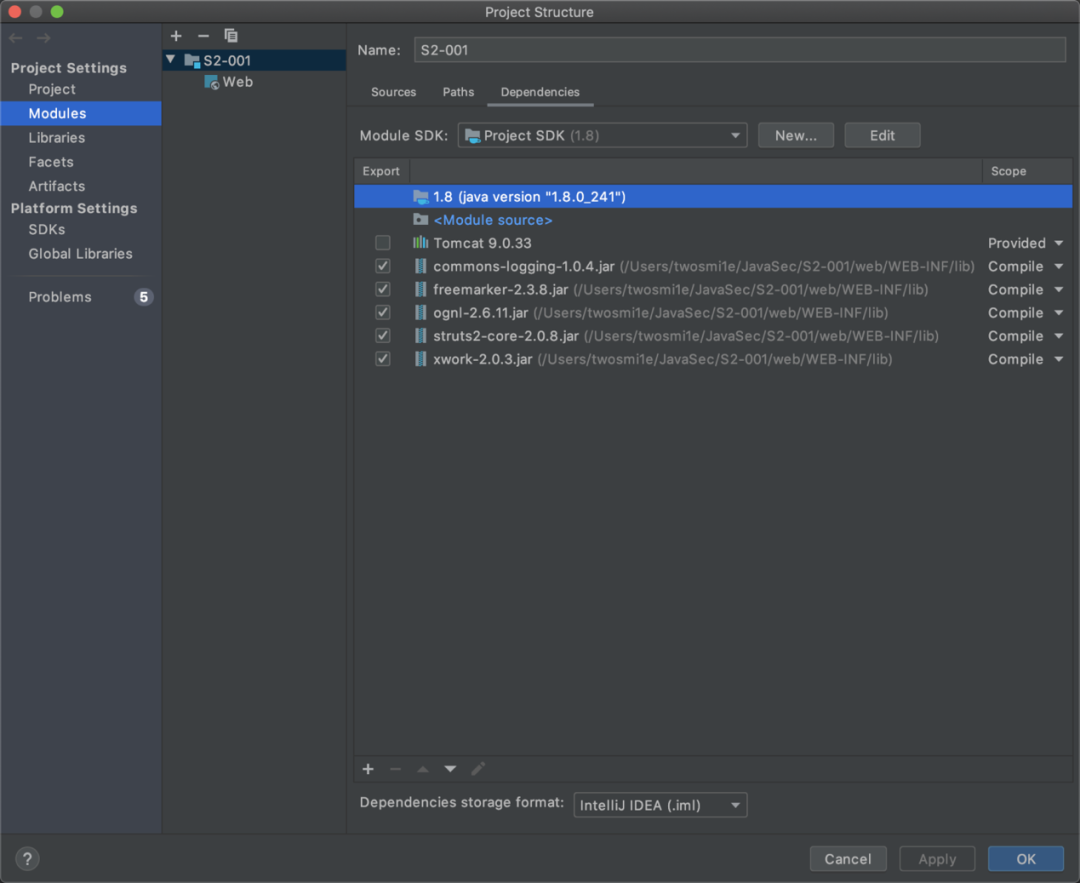 Project Structure
Project Settings
Project
Modules
Libraries
Facets
Artifacts
Platform Settings
SDKs
Global Libraries
Problems 5
S2-001
Web
Name: S2-001
Sources Paths Dependencies
Module SDK: Project SDK (1.8) New... Edit
Export Scope
1.8 (java version "1.8.0_241")
<Module source>
Tomcat 9.0.33 Provided
commons-logging-1.0.4.jar (/Users/twosmi1e/JavaSec/S2-001/web/WEB-INF/lib) Compile
freemarker-2.3.8.jar (/Users/twosmi1e/JavaSec/S2-001/web/WEB-INF/lib) Compile
ognl-2.6.11.jar (/Users/twosmi1e/JavaSec/S2-001/web/WEB-INF/lib) Compile
struts2-core-2.0.8.jar (/Users/twosmi1e/JavaSec/S2-001/web/WEB-INF/lib) Compile
xwork-2.0.3.jar (/Users/twosmi1e/JavaSec/S2-001/web/WEB-INF/lib) Compile
Dependencies storage format: IntelliJ IDEA (.iml)
? Cancel Apply OK